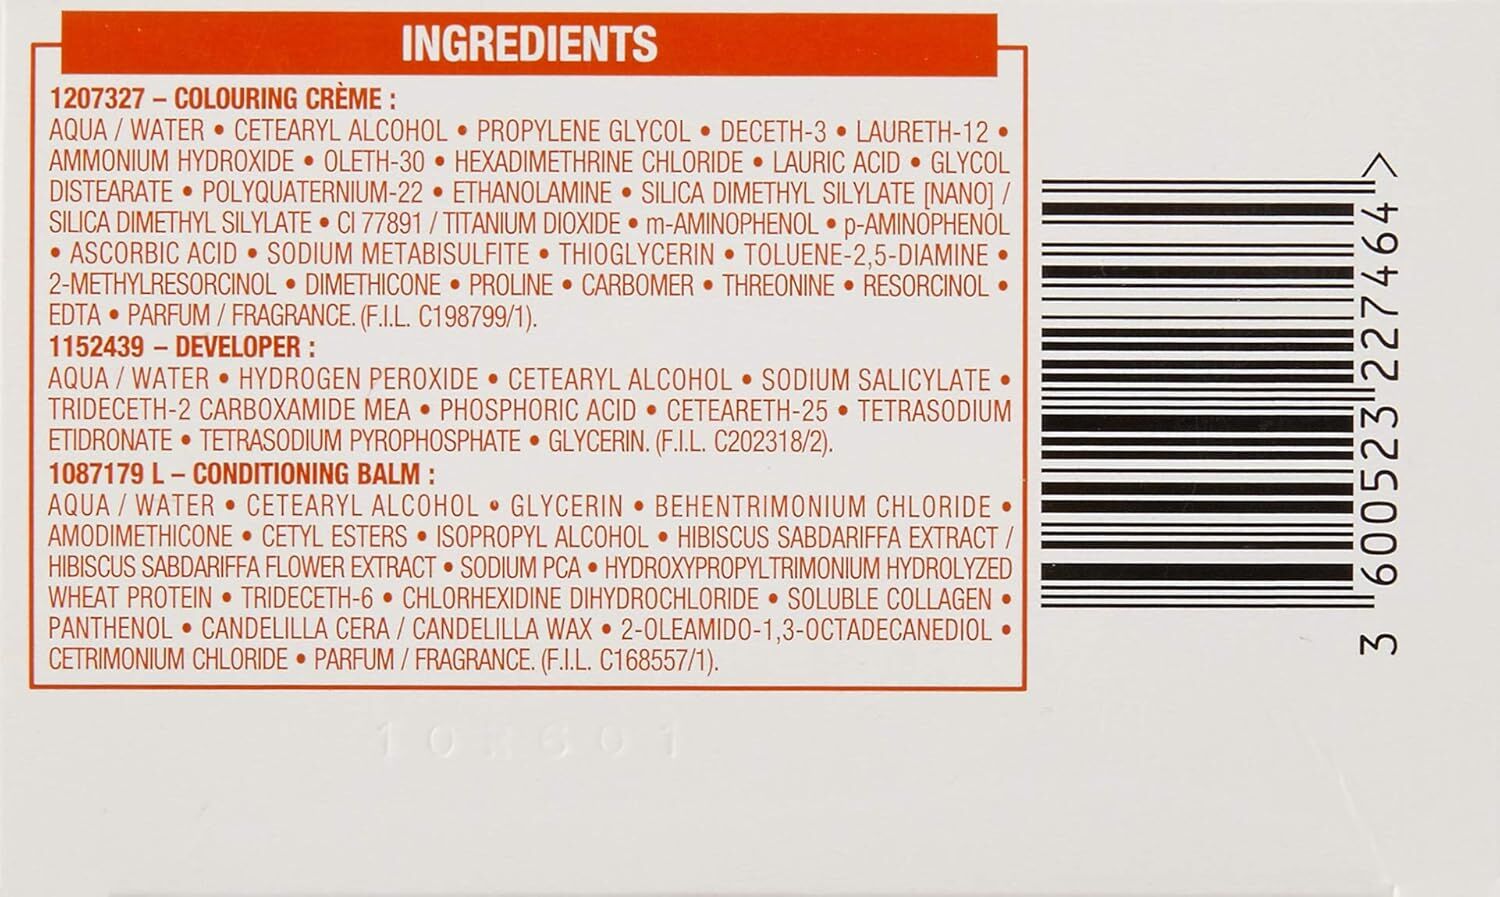 INGREDIENTS
1207327 – COLOURING CRÈME :
AQUA / WATER • CETEARYL ALCOHOL • PROPYLENE GLYCOL • DECETH-3 • LAURETH-12 •
AMMONIUM HYDROXIDE • OLETH-30 • HEXADIMETHRINE CHLORIDE • LAURIC ACID • GLYCOL
DISTEARATE • POLYQUATERNIUM-22 • ETHANOLAMINE • SILICA DIMETHYL SILYLATE [NANO] /
SILICA DIMETHYL SILYLATE • CI 77891 / TITANIUM DIOXIDE • m-AMINOPHENOL • p-AMINOPHENOL
• ASCORBIC ACID • SODIUM METABISULFITE • THIOGLYCERIN • TOLUENE-2,5-DIAMINE •
2-METHYLRESORCINOL • DIMETHICONE • PROLINE • CARBOMER • THREONINE • RESORCINOL •
EDTA • PARFUM / FRAGRANCE. (F.I.L. C198799/1).
1152439 – DEVELOPER :
AQUA / WATER • HYDROGEN PEROXIDE • CETEARYL ALCOHOL • SODIUM SALICYLATE •
TRIDECETH-2 CARBOXAMIDE MEA • PHOSPHORIC ACID • CETEARETH-25 • TETRASODIUM
ETIDRONATE • TETRASODIUM PYROPHOSPHATE • GLYCERIN. (F.I.L. C202318/2).
1087179 L – CONDITIONING BALM :
AQUA / WATER • CETEARYL ALCOHOL • GLYCERIN • BEHENTRIMONIUM CHLORIDE •
AMODIMETHICONE • CETYL ESTERS • ISOPROPYL ALCOHOL • HIBISCUS SABDARIFFA EXTRACT /
HIBISCUS SABDARIFFA FLOWER EXTRACT • SODIUM PCA • HYDROXYPROPYLTRIMONIUM HYDROLYZED
WHEAT PROTEIN • TRIDECETH-6 • CHLORHEXIDINE DIHYDROCHLORIDE • SOLUBLE COLLAGEN •
PANTHENOL • CANDELILLA CERA / CANDELILLA WAX • 2-OLEAMIDO-1,3-OCTADECANEDIOL •
CETRIMONIUM CHLORIDE • PARFUM / FRAGRANCE. (F.I.L. C168557/1).
3 600523 227464 >